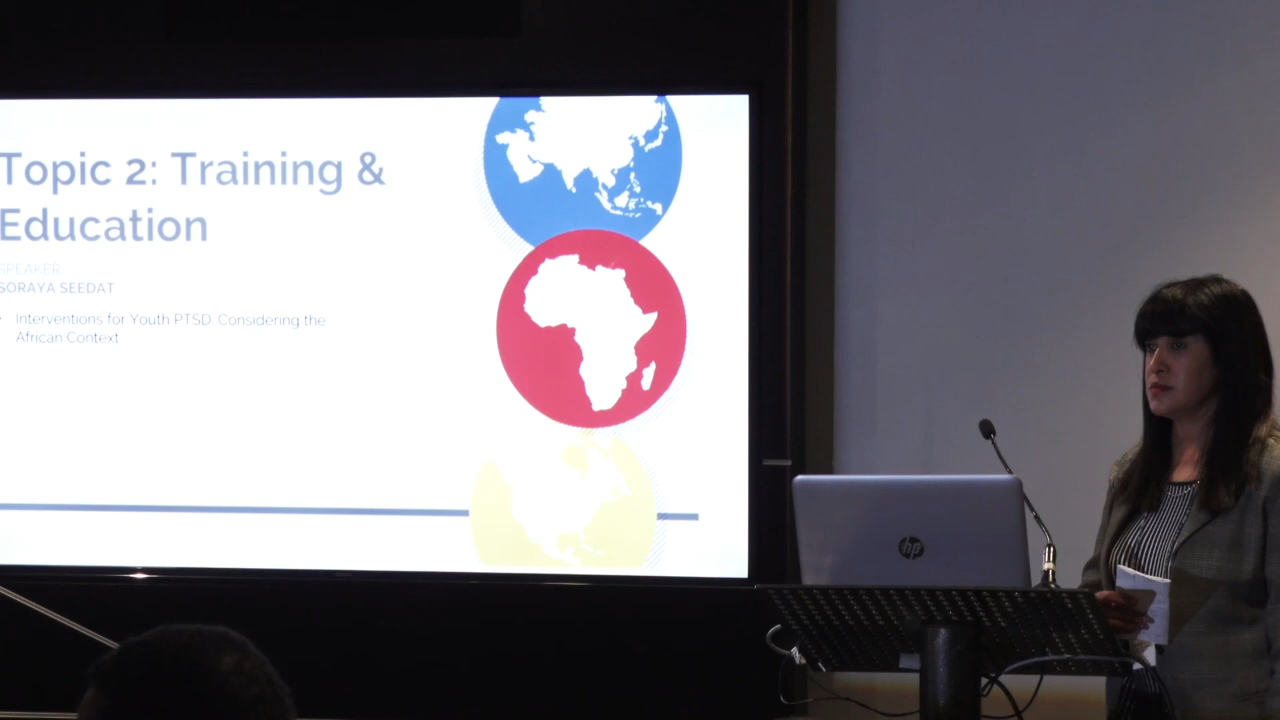 Topic 2: Training &
Education
SPEAKER
SORAYA SEEDAT
• Interventions for Youth PTSD: Considering the
African Context
hp